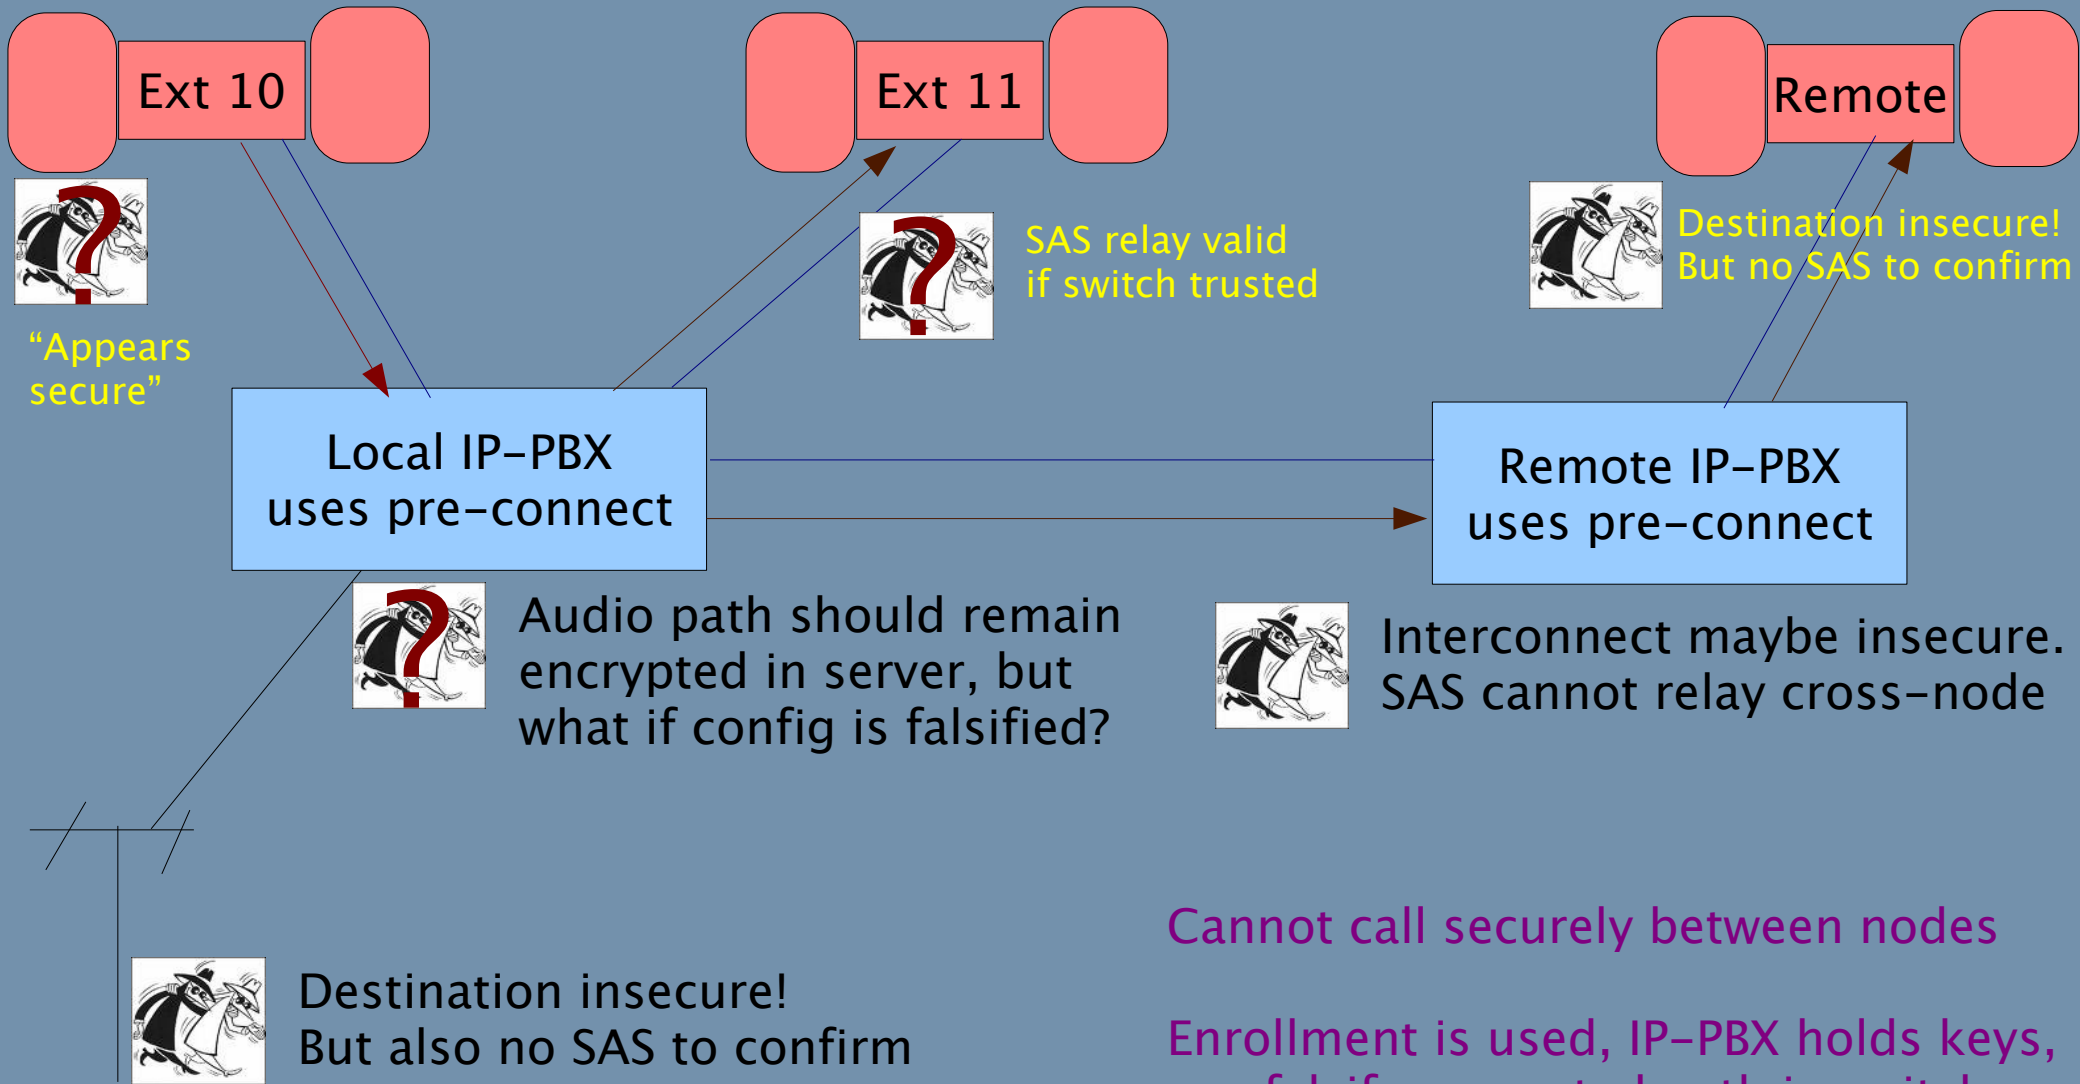 Ext 10
Ext 11
Remote
?
?
SAS relay valid
if switch trusted
Destination insecure!
But no SAS to confirm
“Appears
secure”
Local IP-PBX
uses pre-connect
Remote IP-PBX
uses pre-connect
?
Audio path should remain
encrypted in server, but
what if config is falsified?
Interconnect maybe insecure.
SAS cannot relay cross-node
Cannot call securely between nodes
Destination insecure!
But also no SAS to confirm
Enrollment is used, IP-PBX holds keys,